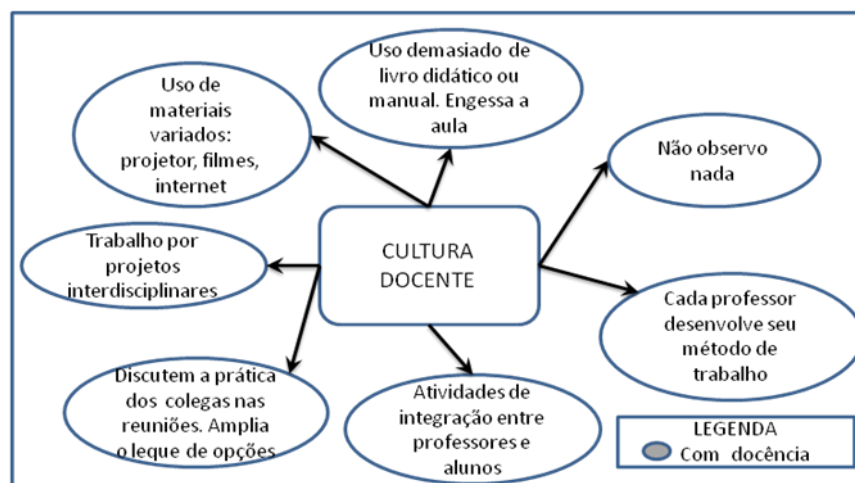 Uso demasiado de
livro didático ou
manual. Engessa a
aula
Uso de
materiais
variados:
projetor, filmes,
internet
Não observo
nada
Trabalho por
projetos
interdisciplinares
CULTURA
DOCENTE
Cada professor
desenvolve seu
método de
trabalho
Discutem a prática
dos colegas nas
reuniões. Amplia
o leque de opções
Atividades de
integração entre
professores e
alunos
LEGENDA
Com docência